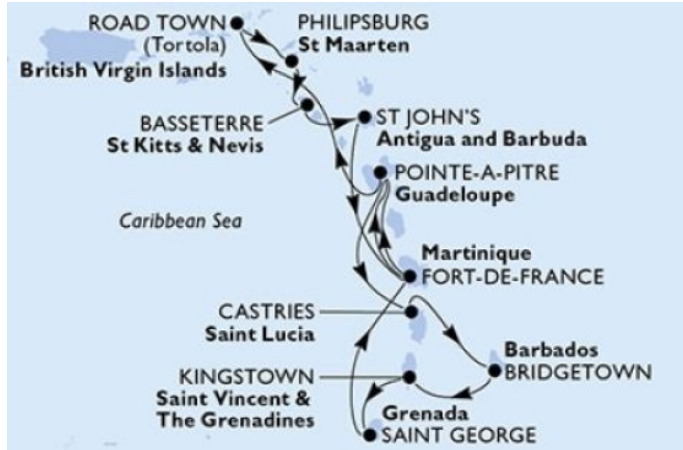 ROAD TOWN
(Tortola)
British Virgin Islands
PHILIPSBURG
St Maarten
BASSETERRE
St Kitts & Nevis
ST JOHN'S
Antigua and Barbuda
POINTE-A-PITRE
Guadeloupe
Caribbean Sea
Martinique
FORT-DE-FRANCE
CASTRIES
Saint Lucia
Barbados
BRIDGETOWN
KINGSTOWN
Saint Vincent &
The Grenadines
Grenada
SAINT GEORGE